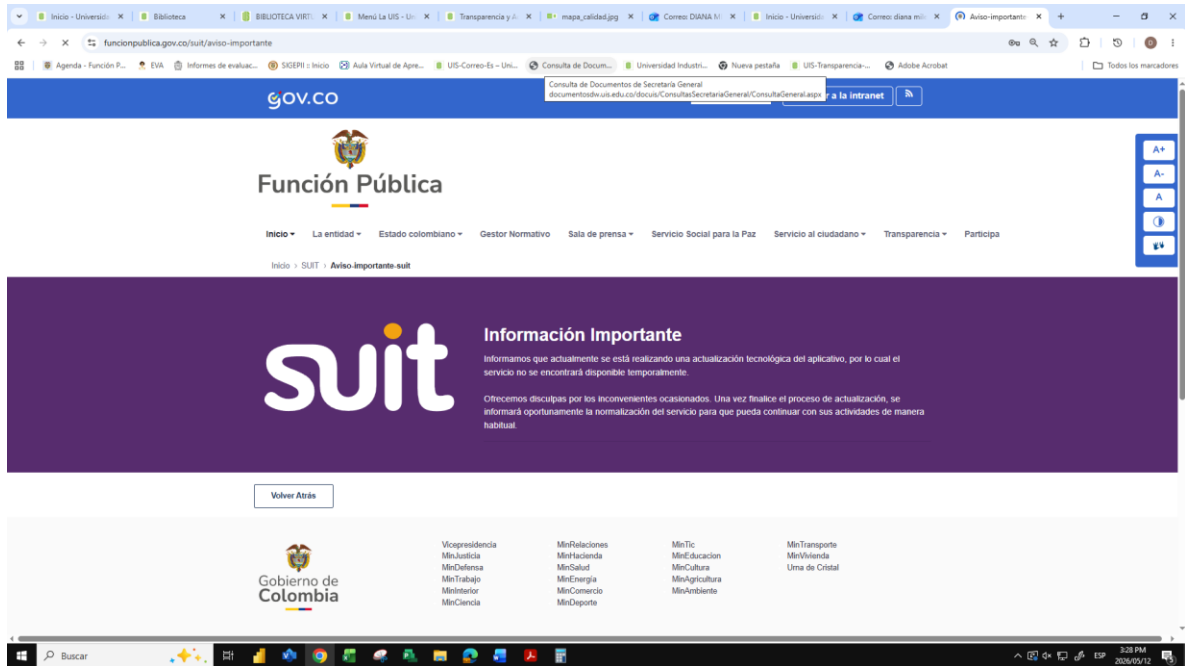 Inicio - Universida
Biblioteca
BIBLIOTECA VIRTU
Menú La UIS - Un
Transparencia y A
mapa_calidad.jpg
Correo: DIANA M
Inicio - Universida
Correo: diana mile
Aviso-importante
funcionpublica.gov.co/suit/aviso-importante
Agenda - Función P...
EVA
Informes de evaluac...
SIGEPII :: Inicio
Aula Virtual de Apre...
UIS-Correo-Es – Uni...
Consulta de Docum...
Universidad Industri...
Nueva pestaña
UIS-Transparencia-...
Adobe Acrobat
Todos los marcadores
Consulta de Documentos de Secretaría General
documentosdw.uis.edu.co/docuis/ConsultasSecretariaGeneral/ConsultaGeneral.aspx
GOV.CO
r a la intranet
A+
A-
A
Función Pública
Inicio
La entidad
Estado colombiano
Gestor Normativo
Sala de prensa
Servicio Social para la Paz
Servicio al ciudadano
Transparencia
Participa
Inicio › SUIT › Aviso-importante-suit
suit
Información Importante
Informamos que actualmente se está realizando una actualización tecnológica del aplicativo, por lo cual el
servicio no se encontrará disponible temporalmente.
Ofrecemos disculpas por los inconvenientes ocasionados. Una vez finalice el proceso de actualización, se
informará oportunamente la normalización del servicio para que pueda continuar con sus actividades de manera
habitual.
Volver Atrás
Gobierno de
Colombia
Vicepresidencia
MinJusticia
MinDefensa
MinTrabajo
MinInterior
MinCiencia
MinRelaciones
MinHacienda
MinSalud
MinEnergía
MinComercio
MinDeporte
MinTic
MinEducacion
MinCultura
MinAgricultura
MinAmbiente
MinTransporte
MinVivienda
Urna de Cristal
Buscar
ESP
3:28 PM
2026/05/12